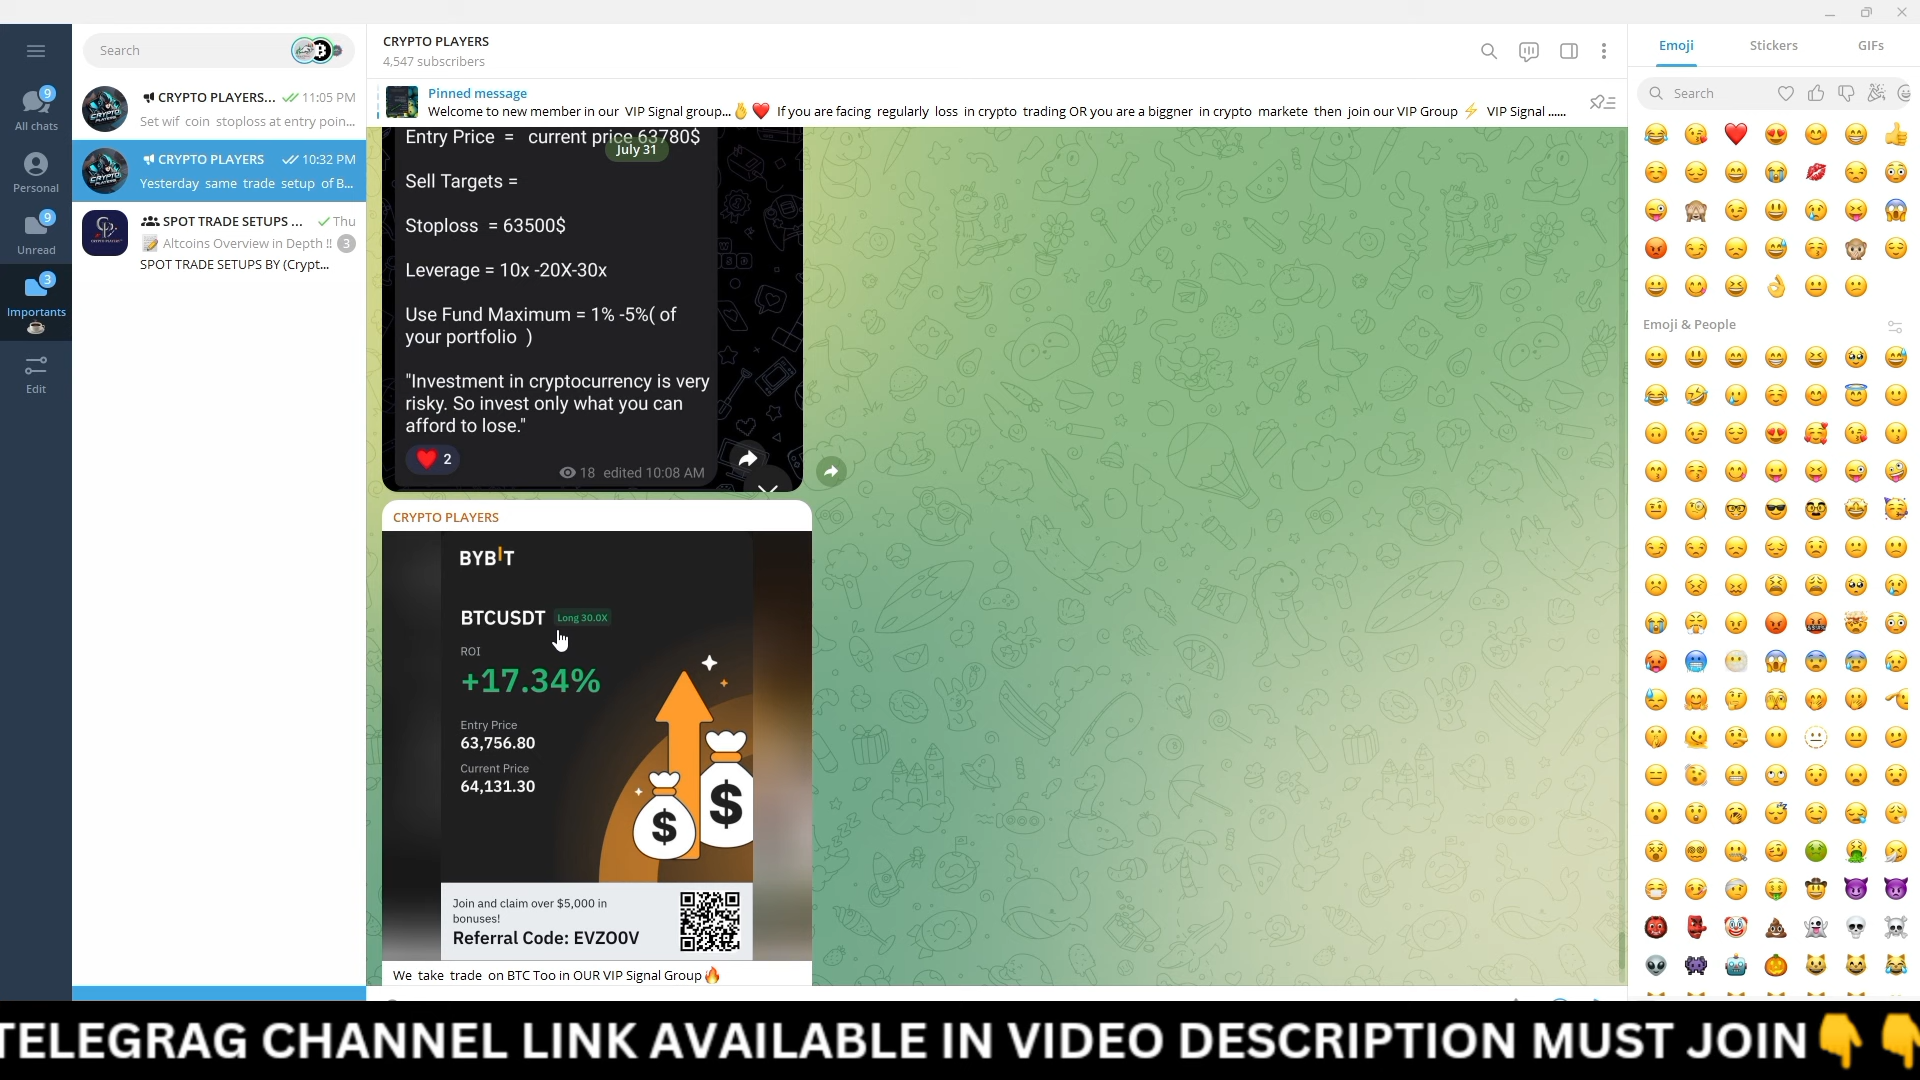 Search
All chats
9
Personal
Unread
9
Importants
3
Edit
CRYPTO PLAYERS... 11:05 PM
Set wif coin stoploss at entry poin...
CRYPTO PLAYERS 10:32 PM
Yesterday same trade setup of B...
SPOT TRADE SETUPS ... Thu
📝 Altcoins Overview in Depth !! 3
SPOT TRADE SETUPS BY (Crypt...
CRYPTO PLAYERS
4,547 subscribers
Pinned message
Welcome to new member in our VIP Signal group...✌️❤️ If you are facing regularly loss in crypto trading OR you are a biggner in crypto markete then join our VIP Group ⚡ VIP Signal ......
July 31
Entry Price = current price 63780$
Sell Targets =
Stoploss = 63500$
Leverage = 10x -20X-30x
Use Fund Maximum = 1% -5%( of
your portfolio )
"Investment in cryptocurrency is very
risky. So invest only what you can
afford to lose."
❤️ 2
18 edited 10:08 AM
CRYPTO PLAYERS
BYBIT
BTCUSDT Long 30.0X
ROI
+17.34%
Entry Price
63,756.80
Current Price
64,131.30
Join and claim over $5,000 in
bonuses!
Referral Code: EVZO0V
We take trade on BTC Too in OUR VIP Signal Group🔥
Emoji Stickers GIFs
Search
Emoji & People
TELEGRAG CHANNEL LINK AVAILABLE IN VIDEO DESCRIPTION MUST JOIN👇👇